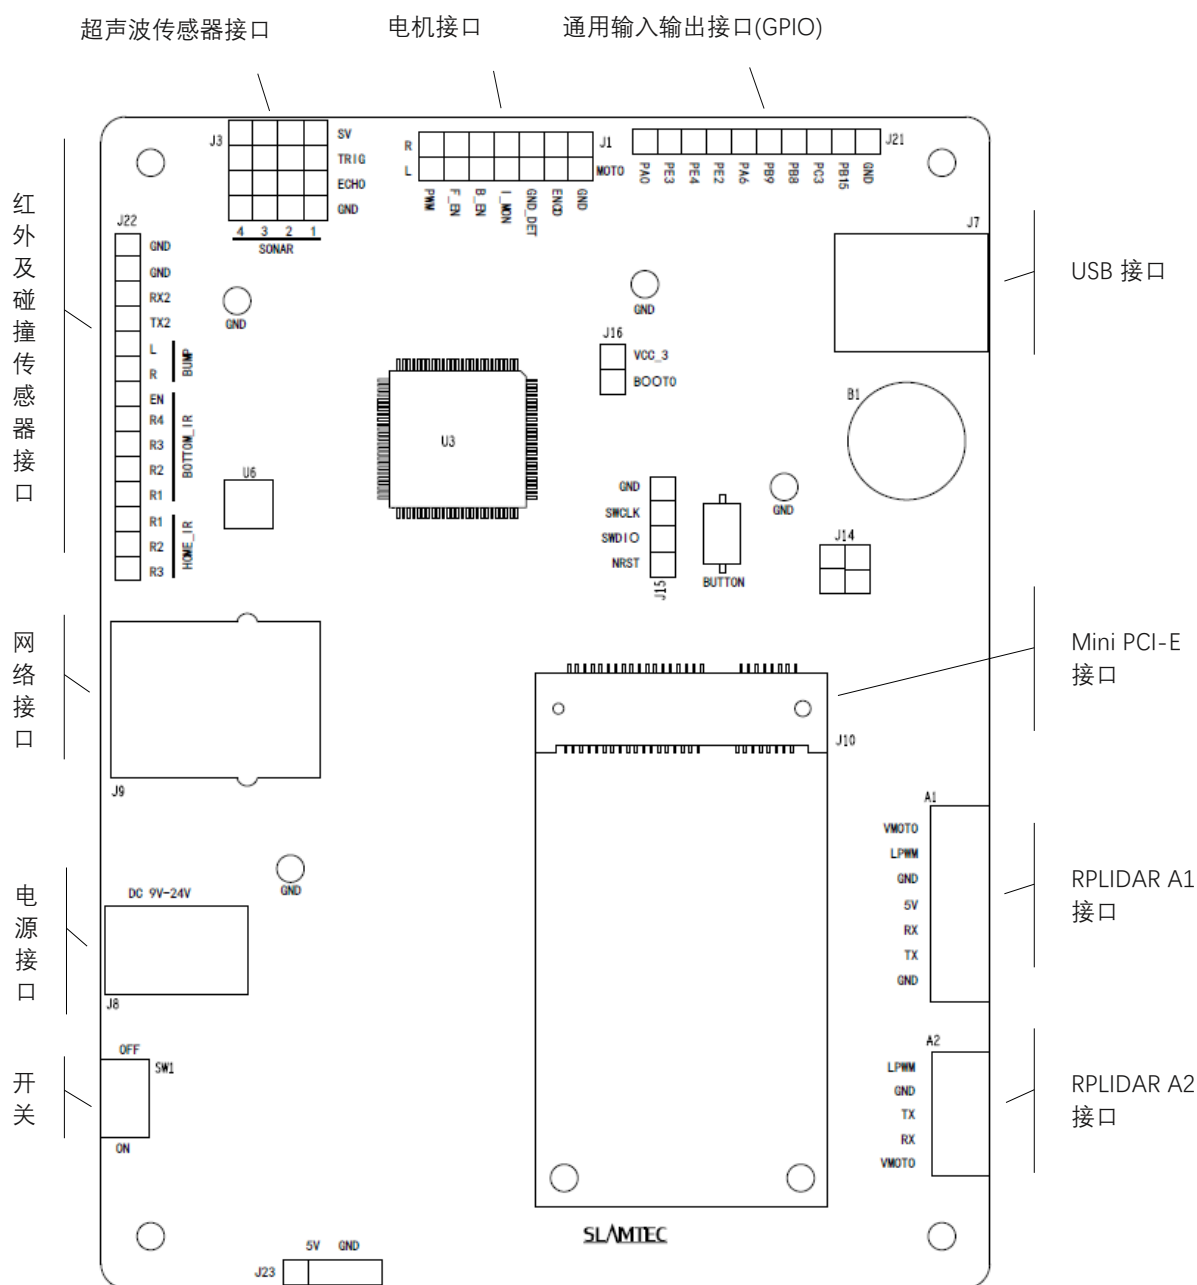 超声波传感器接口
电机接口
通用输入输出接口(GPIO)
J3
SV
TRIG
ECHO
GND
4 3 2 1
SONAR
R
L
J1
MOTO
PWM
F_EN
B_EN
I_MON
GND_DET
ENCD
GND
J21
PA0
PE3
PE4
PE2
PA6
PB9
PB8
PC3
PB15
GND
红外及碰撞传感器接口
J22
GND
GND
RX2
TX2
L
R
BUMP
EN
R4
R3
R2
R1
BOTTOM_IR
R1
R2
R3
HOME_IR
GND
GND
J7
USB 接口
J16
VCC_3
BOOT0
B1
U3
U6
GND
SWCLK
SWDIO
NRST
J15
BUTTON
GND
J14
网络接口
J9
Mini PCI-E
接口
J10
电源接口
DC 9V-24V
J8
GND
A1
VMOTO
LPWM
GND
5V
RX
TX
GND
RPLIDAR A1
接口
开关
OFF
SW1
ON
A2
LPWM
GND
TX
RX
VMOTO
RPLIDAR A2
接口
SLAMTEC
5V GND
J23